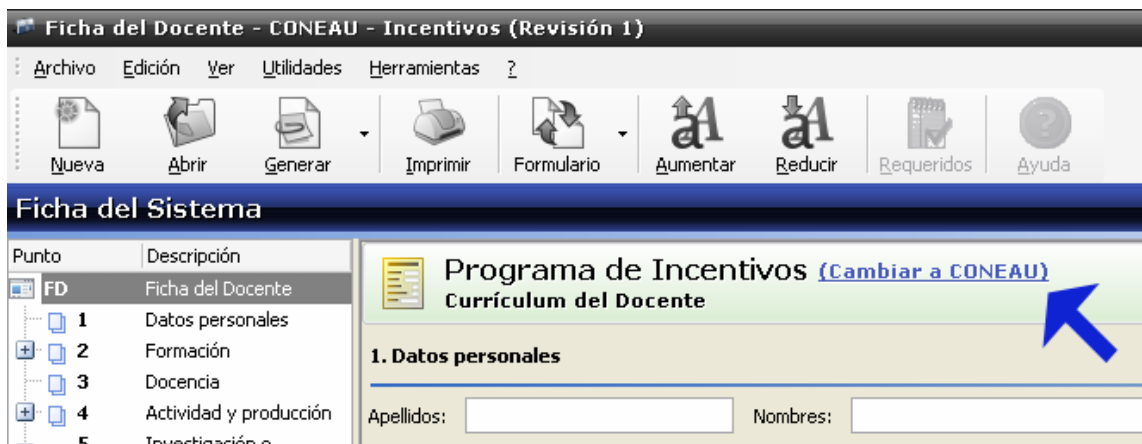 Ficha del Docente - CONEAU - Incentivos (Revisión 1)
Archivo Edición Ver Utilidades Herramientas ?
Nueva Abrir Generar Imprimir Formulario Aumentar Reducir Requeridos Ayuda
Ficha del Sistema
Punto Descripción
FD Ficha del Docente
1 Datos personales
2 Formación
3 Docencia
4 Actividad y producción
5 Investigación o
Programa de Incentivos (Cambiar a CONEAU)
Currículum del Docente
1. Datos personales
Apellidos: Nombres: